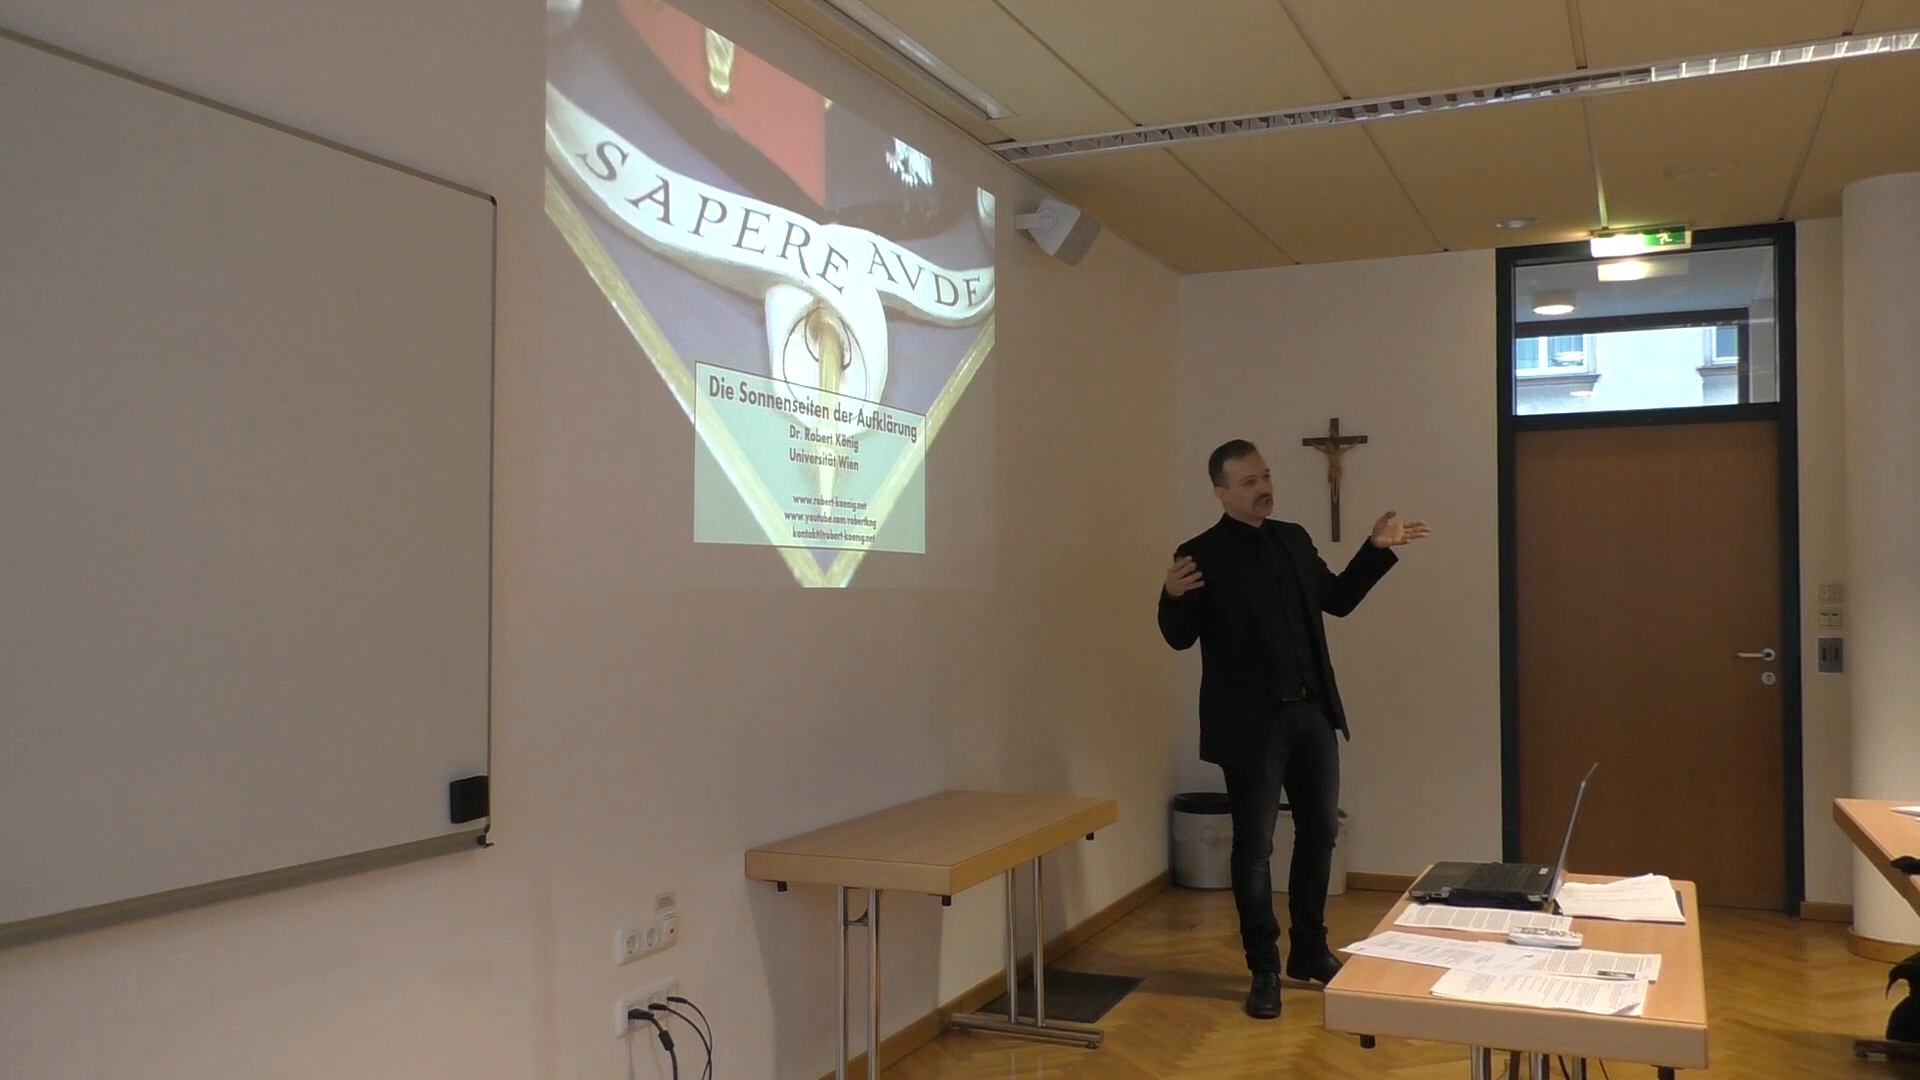 SAPERE AVDE
Die Sonnenseiten der Aufklärung
Dr. Robert König
Universität Wien
www.robert-koenig.net
www.youtube.com/robertkng
kontakt@robert-koenig.net